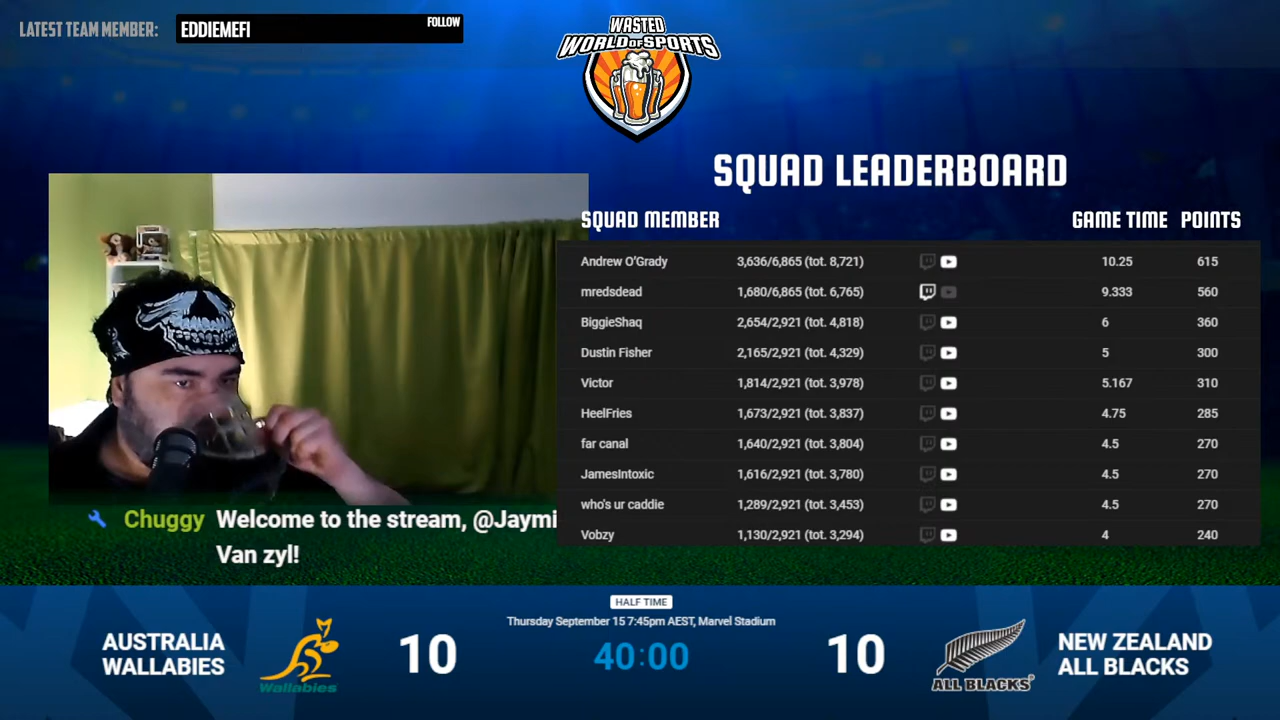 LATEST TEAM MEMBER:
EDDIEMEFI
FOLLOW
WASTED
WORLD OF SPORTS
SQUAD LEADERBOARD
SQUAD MEMBER GAME TIME POINTS
Andrew O'Grady 3,636/6,865 (tot. 8,721) 10.25 615
mredsdead 1,680/6,865 (tot. 6,765) 9.333 560
BiggieShaq 2,654/2,921 (tot. 4,818) 6 360
Dustin Fisher 2,165/2,921 (tot. 4,329) 5 300
Victor 1,814/2,921 (tot. 3,978) 5.167 310
HeelFries 1,673/2,921 (tot. 3,837) 4.75 285
far canal 1,640/2,921 (tot. 3,804) 4.5 270
JamesIntoxic 1,616/2,921 (tot. 3,780) 4.5 270
who's ur caddie 1,289/2,921 (tot. 3,453) 4.5 270
Vobzy 1,130/2,921 (tot. 3,294) 4 240
Chuggy Welcome to the stream, @Jaymi
Van zyl!
HALF TIME
Thursday September 15 7:45pm AEST, Marvel Stadium
AUSTRALIA
WALLABIES
Wallabies
10
40:00
10
ALL BLACKS
NEW ZEALAND
ALL BLACKS